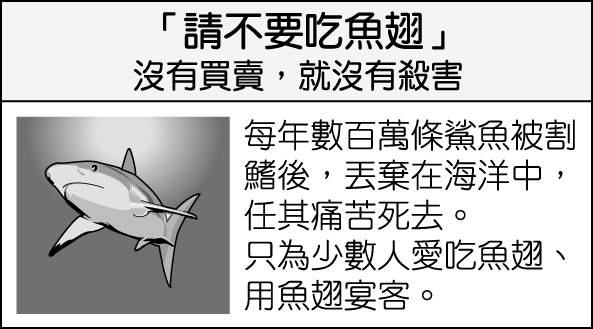 「請不要吃魚翅」
沒有買賣，就沒有殺害
每年數百萬條鯊魚被割
鰭後，丟棄在海洋中，
任其痛苦死去。
只為少數人愛吃魚翅、
用魚翅宴客。